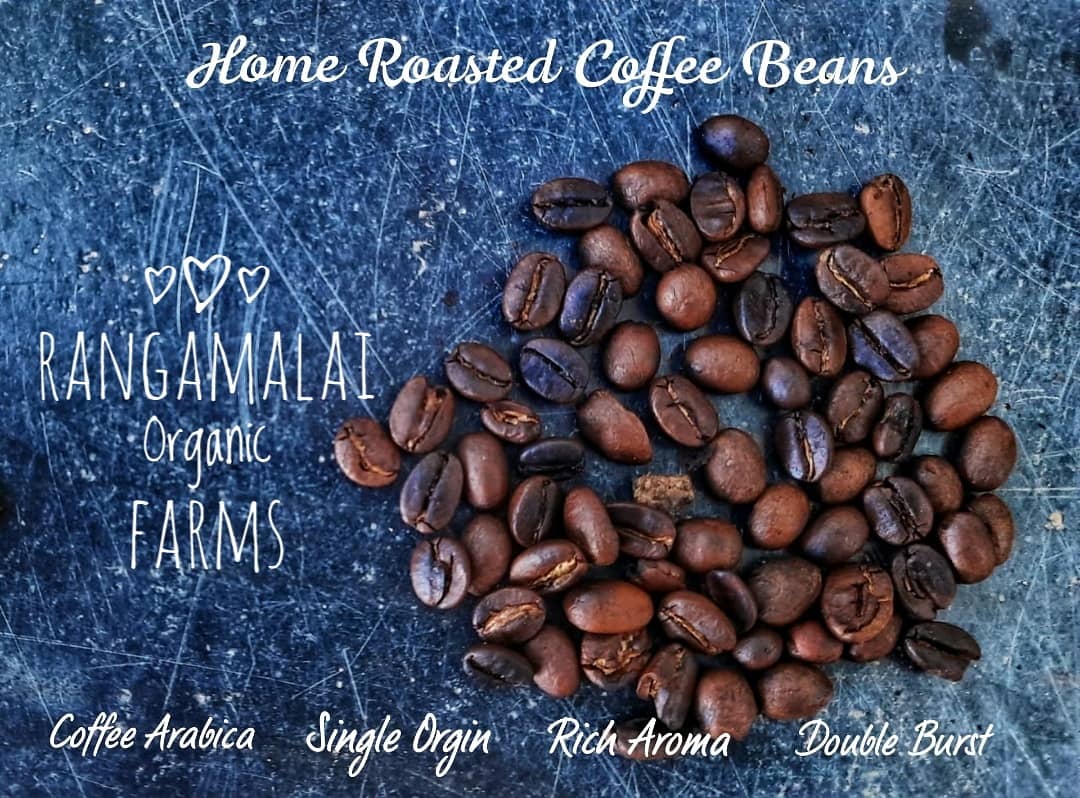 Home Roasted Coffee Beans
RANGAMALAI
Organic
FARMS
Coffee Arabica Single Orgin Rich Aroma Double Burst